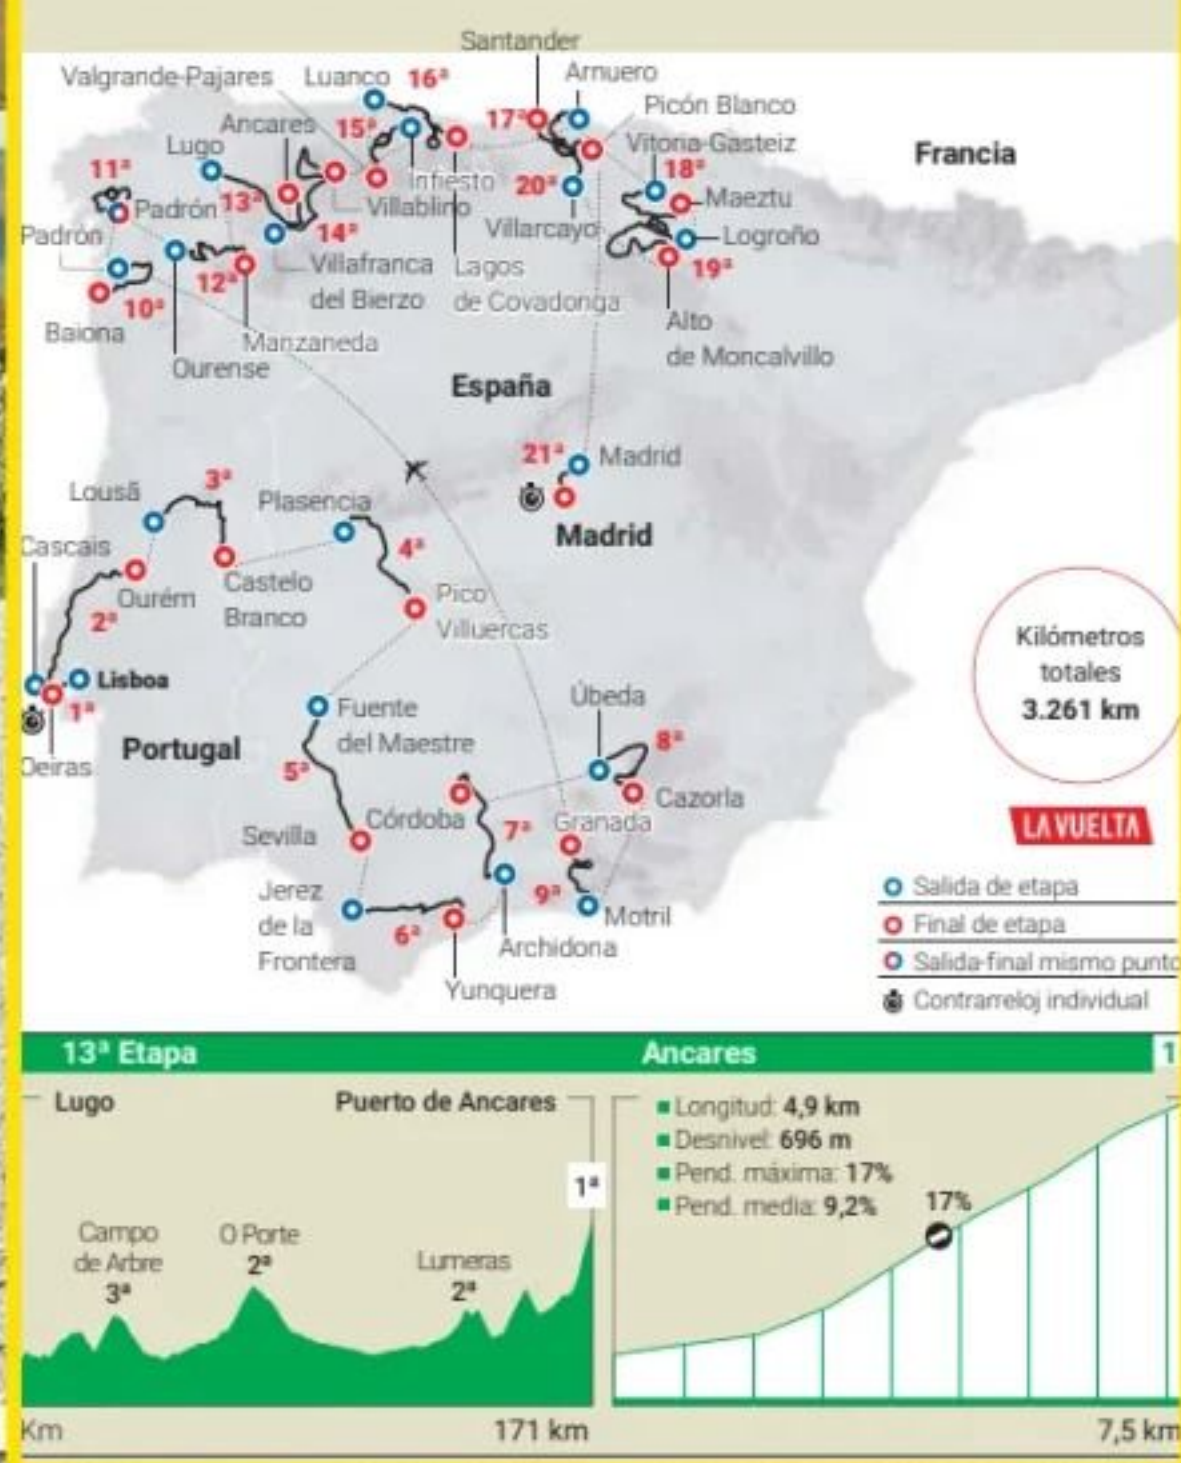 Santander
Arnuero
Valgrande-Pajares
Luanco
16ª
Picón Blanco
Ancares
15ª
17ª
Vitoria-Gasteiz
Francia
Lugo
11ª
18ª
Infiesto
20ª
Maeztu
Padrón
13ª
Villablino
Villarcayo
Padrón
14ª
Logroño
12ª
Villafranca
del Bierzo
Lagos
de Covadonga
19ª
10ª
Baiona
Manzaneda
Alto
de Moncalvillo
Ourense
España
21ª
Madrid
3ª
Lousã
Plasencia
Madrid
Cascais
4ª
Castelo
Branco
Ourém
Pico
Villuercas
2ª
Kilómetros
totales
3.261 km
Lisboa
1ª
Úbeda
Fuente
del Maestre
Portugal
8ª
Oeiras
5ª
Cazorla
Córdoba
7ª
Granada
Sevilla
LA VUELTA
Jerez
de la
Frontera
9ª
Motril
6ª
Archidona
Yunquera
Salida de etapa
Final de etapa
Salida-final mismo punto
Contrarreloj individual
13ª Etapa
Ancares
1
Lugo
Puerto de Ancares
1ª
Campo
de Arbre
3ª
O Porte
2ª
Lumeras
2ª
Km
171 km
Longitud: 4,9 km
Desnivel: 696 m
Pend. máxima: 17%
Pend. media: 9,2%
17%
7,5 km